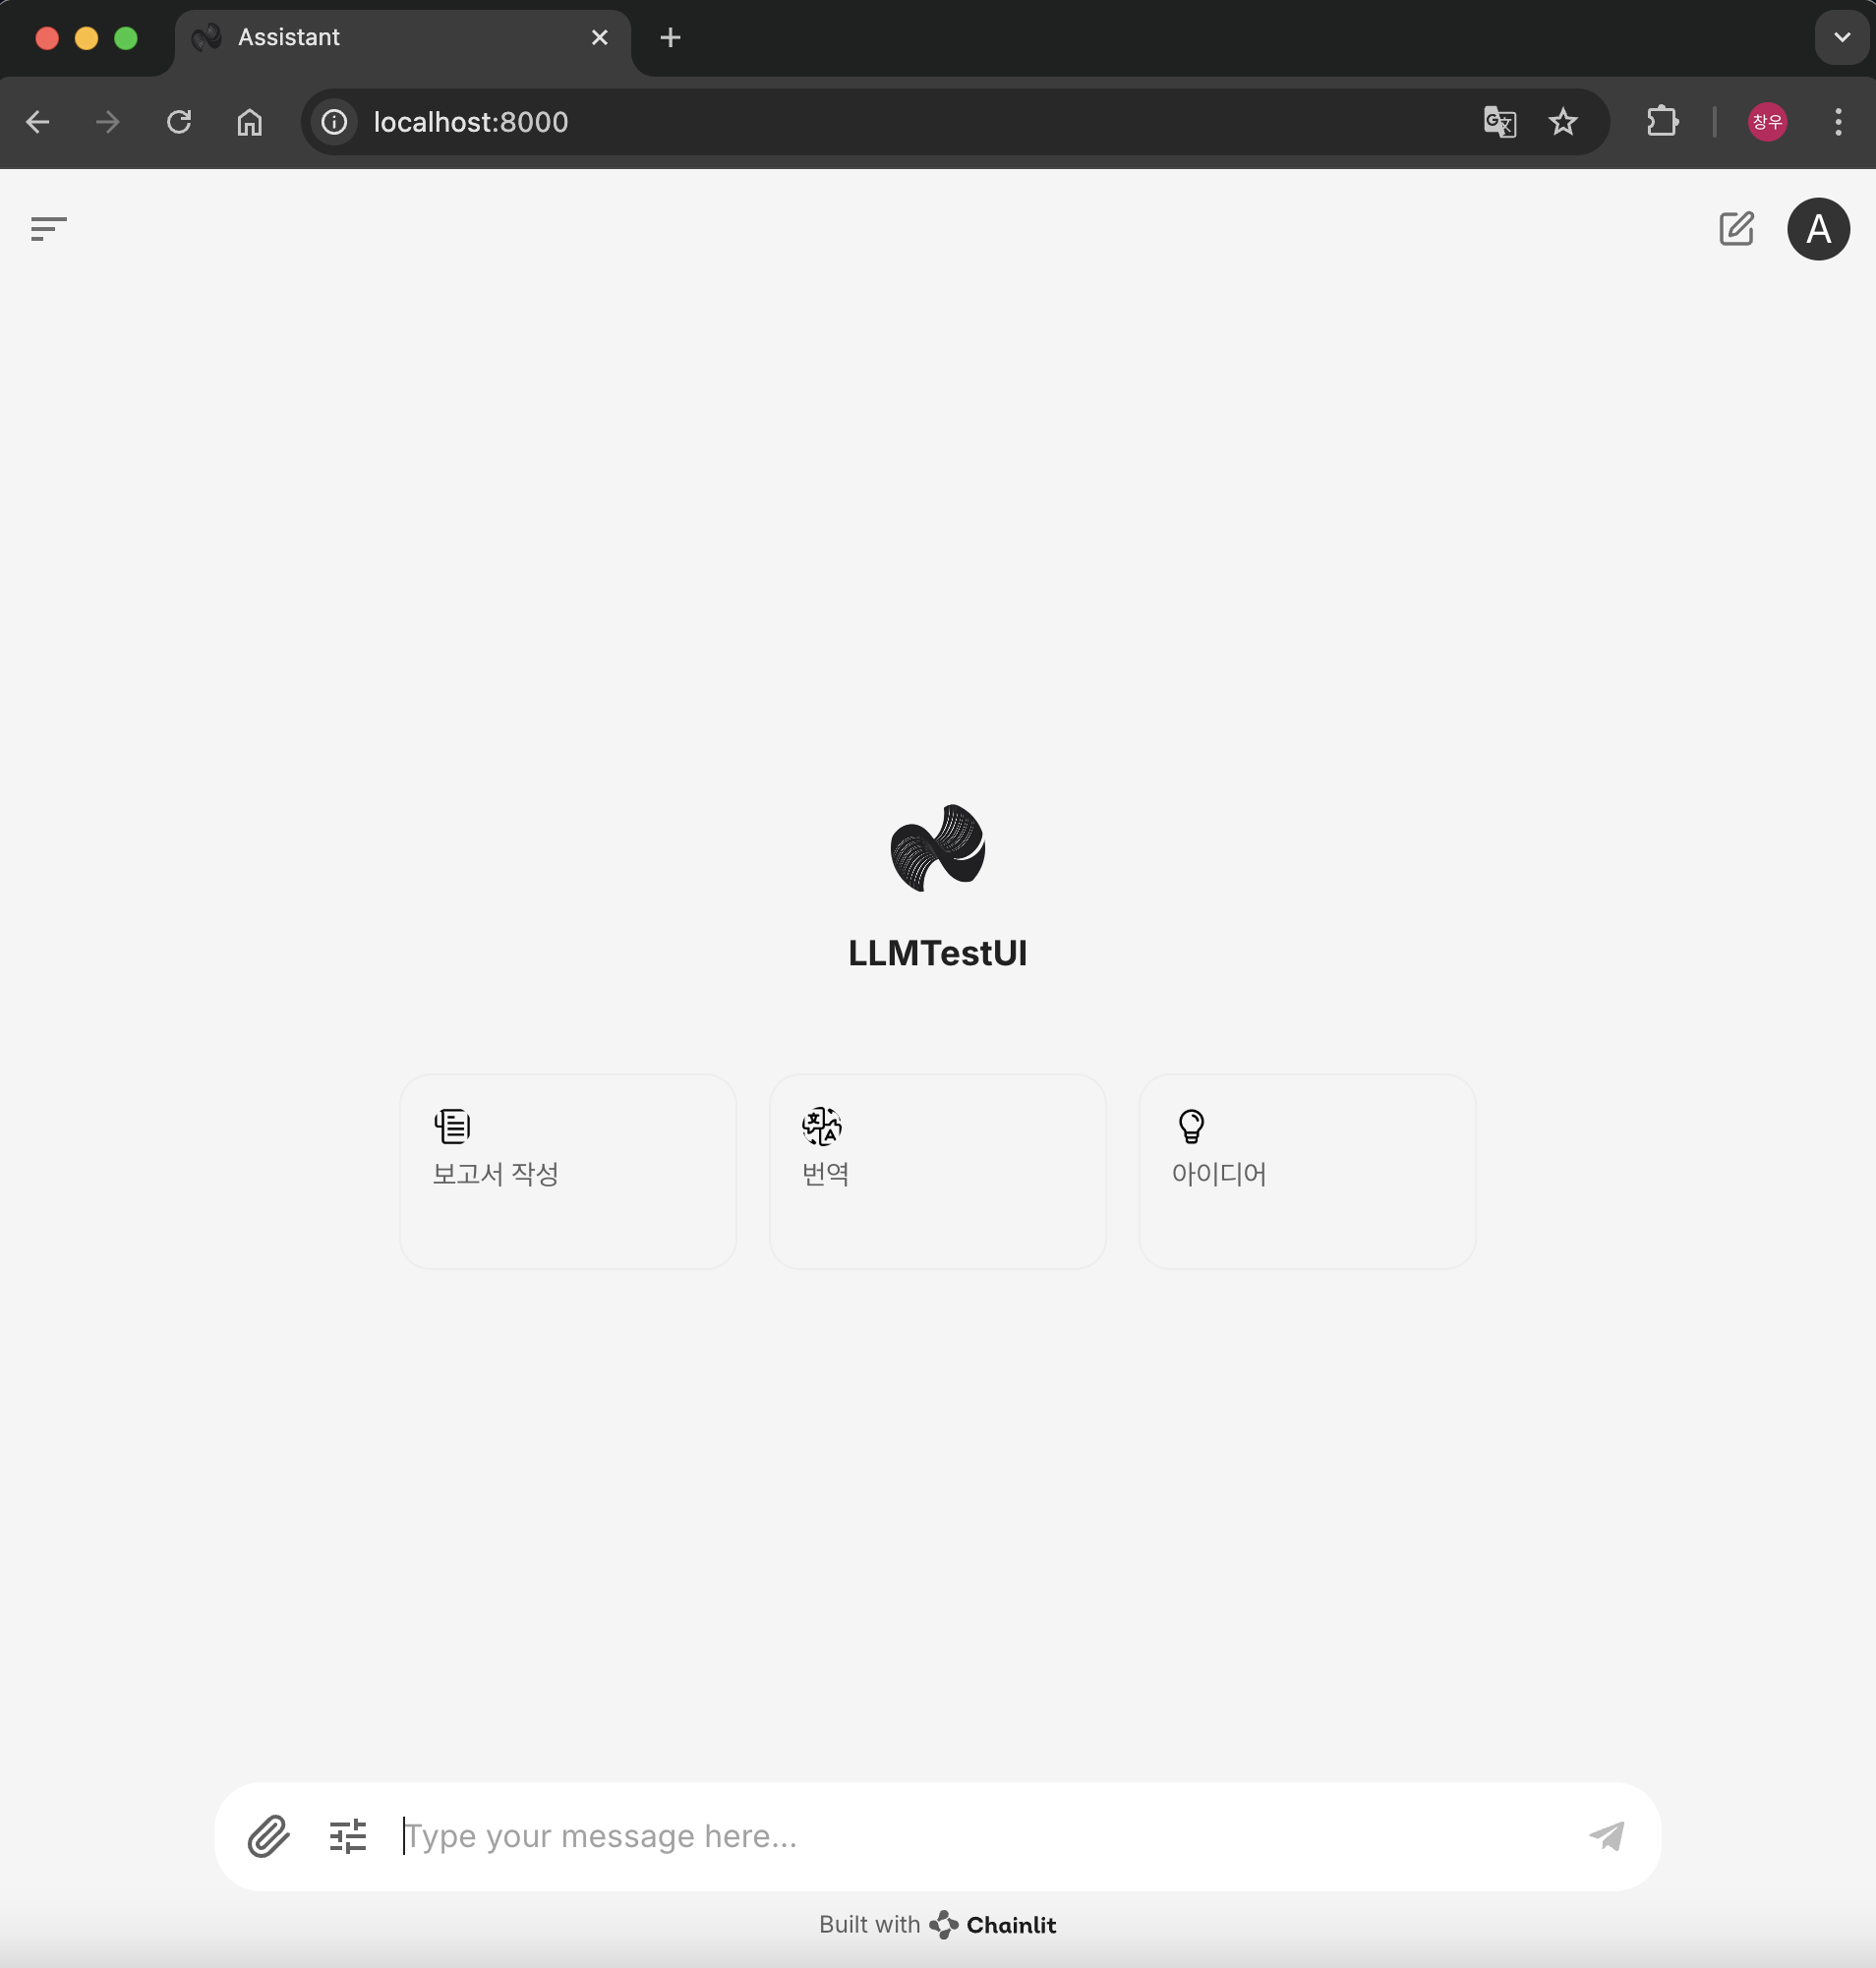 Assistant
localhost:8000
창우
A
LLMTestUI
보고서 작성
번역
아이디어
Type your message here...
Built with Chainlit